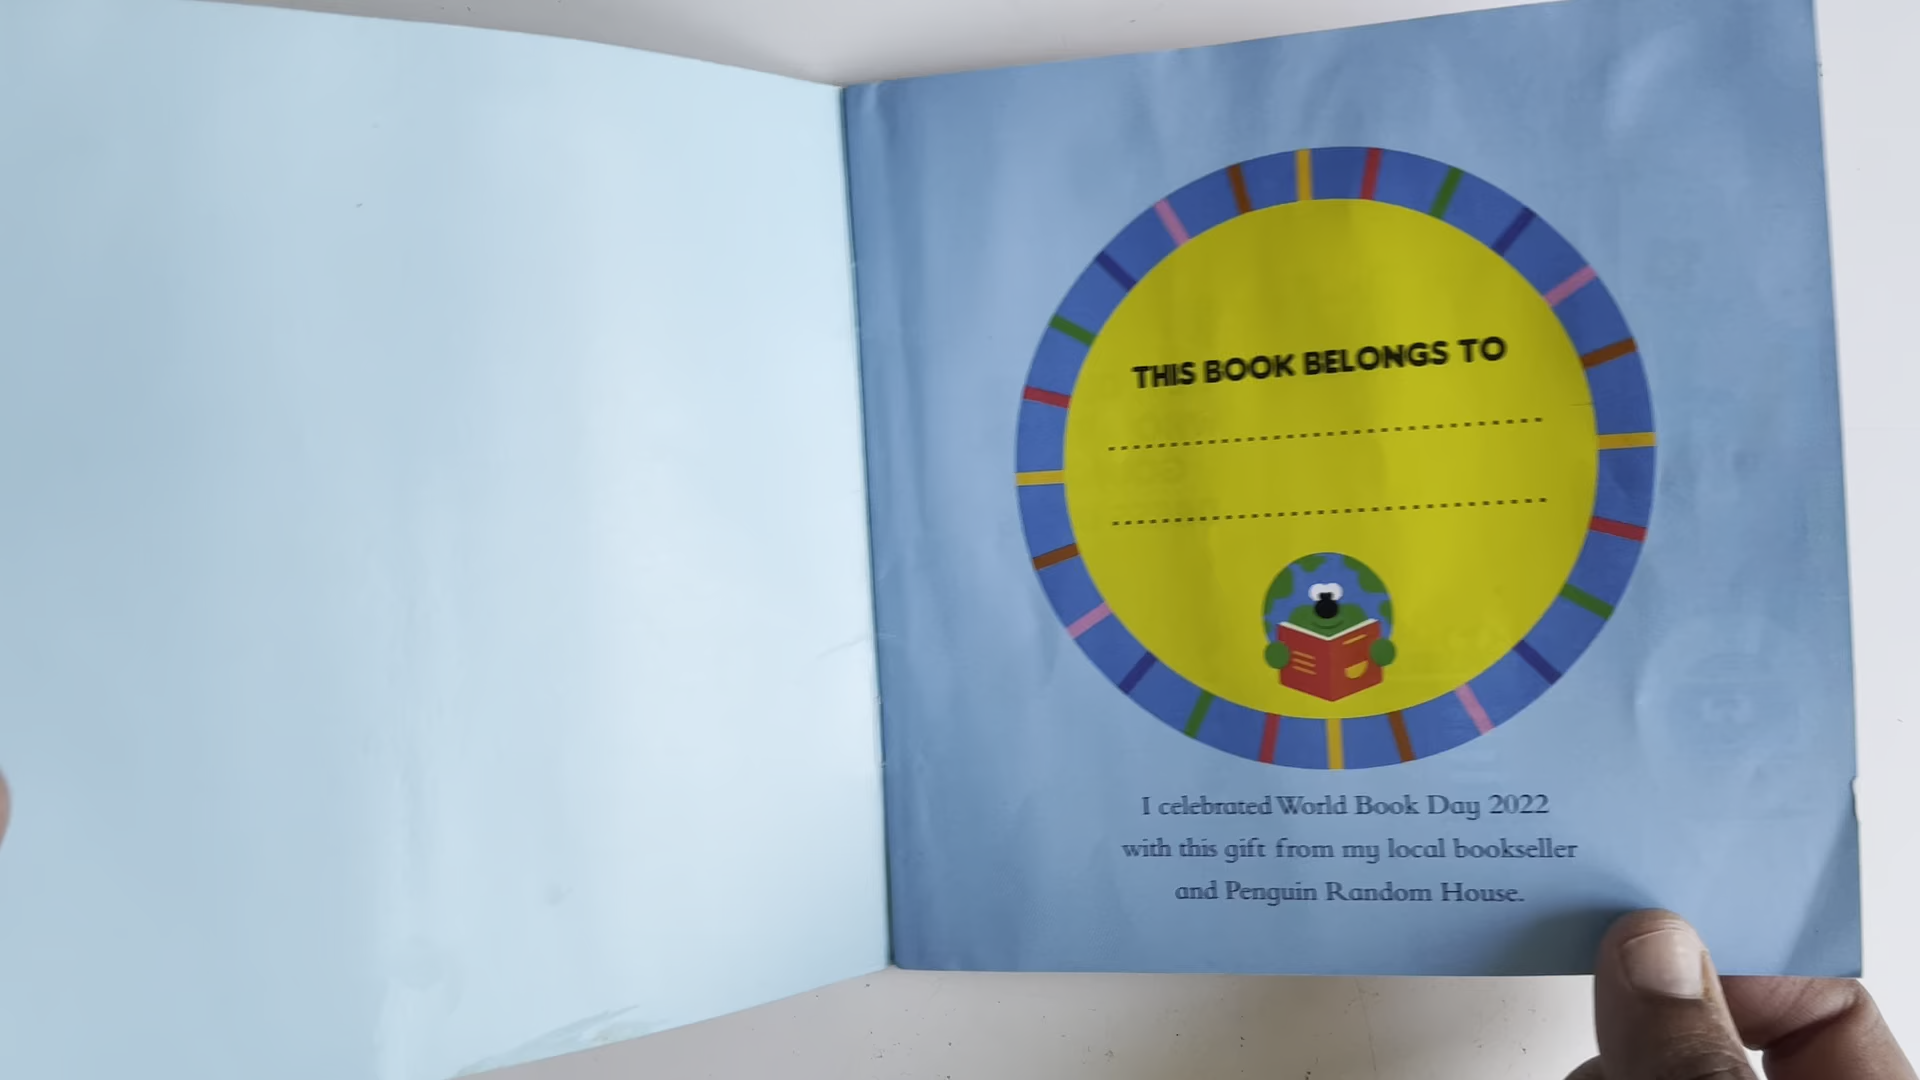 THIS BOOK BELONGS TO
I celebrated World Book Day 2022
with this gift from my local bookseller
and Penguin Random House.